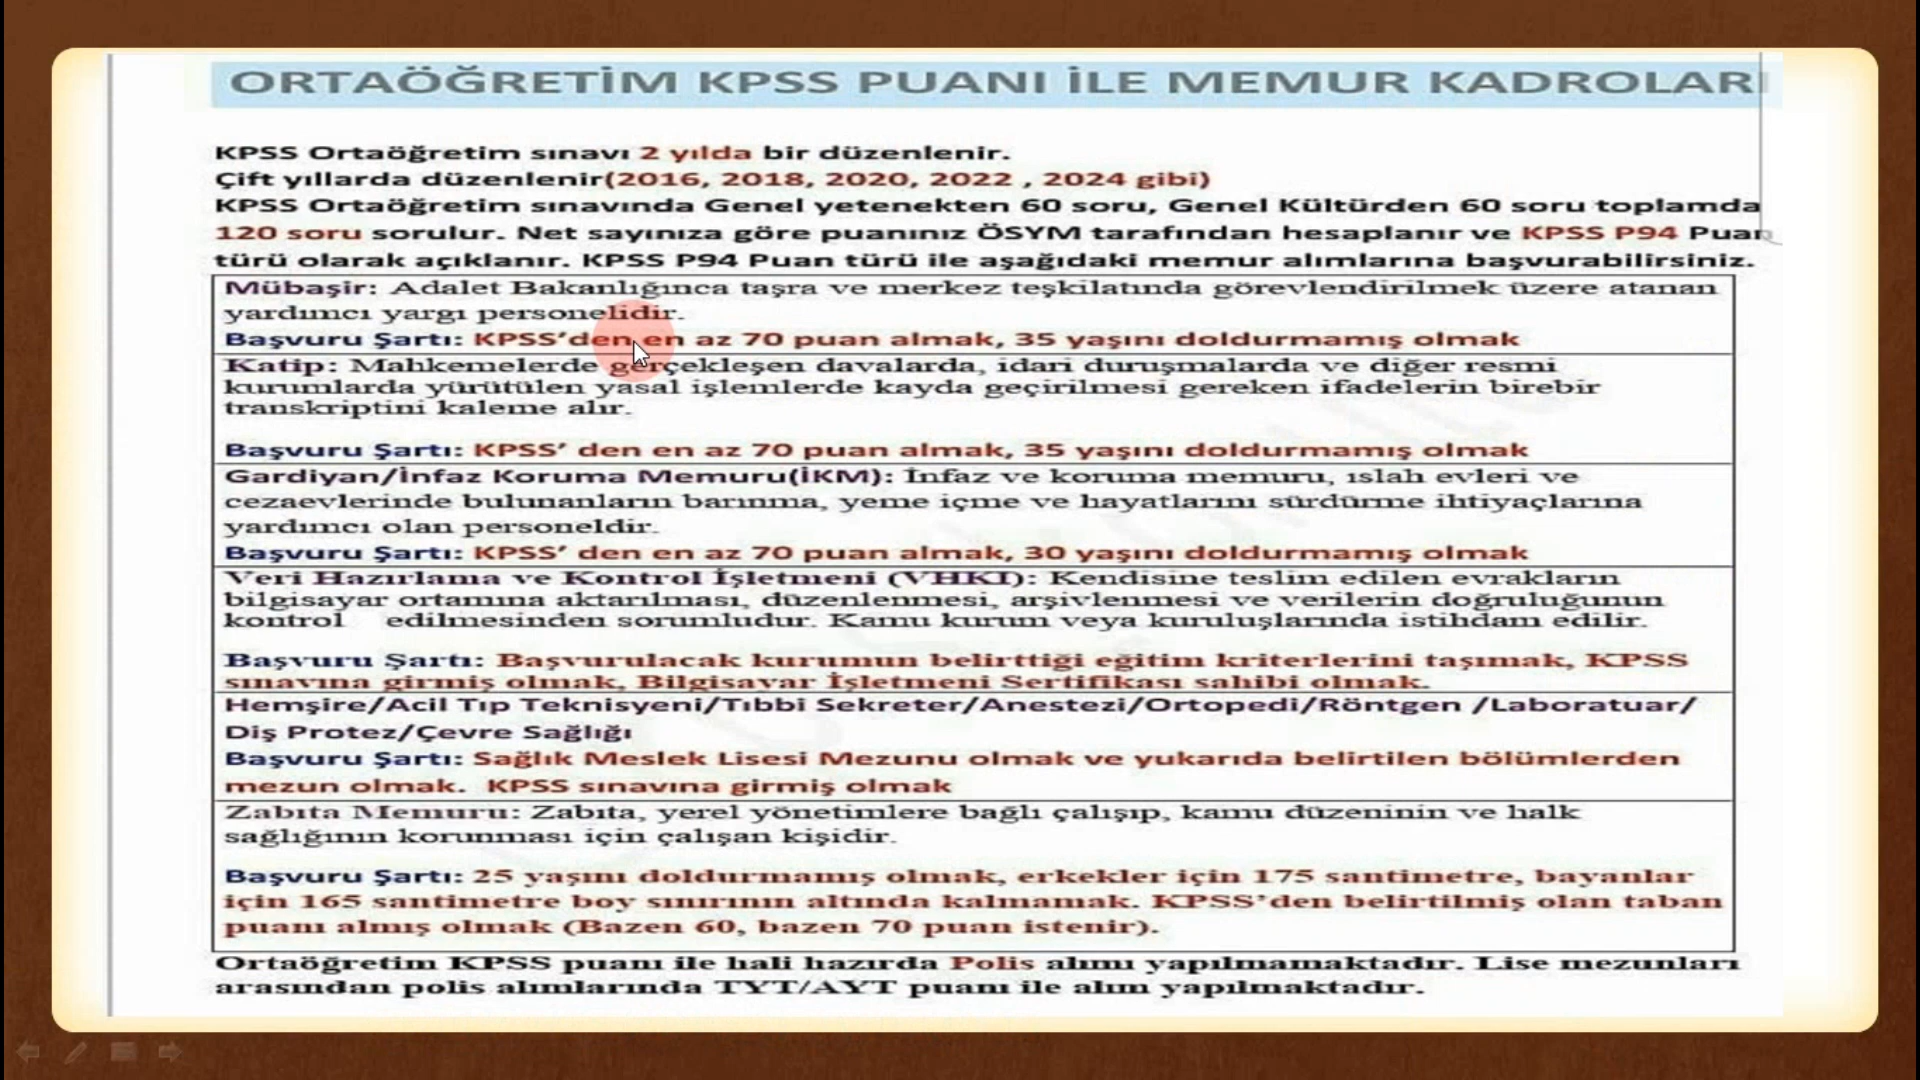 ORTAÖĞRETİM KPSS PUANI İLE MEMUR KADROLARI
KPSS Ortaöğretim sınavı 2 yılda bir düzenlenir.
Çift yıllarda düzenlenir(2016, 2018, 2020, 2022 , 2024 gibi)
KPSS Ortaöğretim sınavında Genel yetenekten 60 soru, Genel Kültürden 60 soru toplamda
120 soru sorulur. Net sayınıza göre puanınız ÖSYM tarafından hesaplanır ve KPSS P94 Puan
türü olarak açıklanır. KPSS P94 Puan türü ile aşağıdaki memur alımlarına başvurabilirsiniz.
Mübaşir: Adalet Bakanlığınca taşra ve merkez teşkilatında görevlendirilmek üzere atanan
yardımcı yargı personelidir.
Başvuru Şartı: KPSS'den en az 70 puan almak, 35 yaşını doldurmamış olmak
Katip: Mahkemelerde gerçekleşen davalarda, idari duruşmalarda ve diğer resmi
kurumlarda yürütülen yasal işlemlerde kayda geçirilmesi gereken ifadelerin birebir
transkriptini kaleme alır.
Başvuru Şartı: KPSS' den en az 70 puan almak, 35 yaşını doldurmamış olmak
Gardiyan/İnfaz Koruma Memuru(İKM): İnfaz ve koruma memuru, ıslah evleri ve
cezaevlerinde bulunanların barınma, yeme içme ve hayatlarını sürdürme ihtiyaçlarına
yardımcı olan personeldir.
Başvuru Şartı: KPSS' den en az 70 puan almak, 30 yaşını doldurmamış olmak
Veri Hazırlama ve Kontrol İşletmeni (VHKI): Kendisine teslim edilen evrakların
bilgisayar ortamına aktarılması, düzenlenmesi, arşivlenmesi ve verilerin doğruluğunun
kontrol edilmesinden sorumludur. Kamu kurum veya kuruluşlarında istihdam edilir.
Başvuru Şartı: Başvurulacak kurumun belirttiği eğitim kriterlerini taşımak, KPSS
sınavına girmiş olmak, Bilgisayar İşletmeni Sertifikası sahibi olmak.
Hemşire/Acil Tıp Teknisyeni/Tıbbi Sekreter/Anestezi/Ortopedi/Röntgen /Laboratuar/
Diş Protez/Çevre Sağlığı
Başvuru Şartı: Sağlık Meslek Lisesi Mezunu olmak ve yukarıda belirtilen bölümlerden
mezun olmak. KPSS sınavına girmiş olmak
Zabıta Memuru: Zabıta, yerel yönetimlere bağlı çalışıp, kamu düzeninin ve halk
sağlığının korunması için çalışan kişidir.
Başvuru Şartı: 25 yaşını doldurmamış olmak, erkekler için 175 santimetre, bayanlar
için 165 santimetre boy sınırının altında kalmamak. KPSS'den belirtilmiş olan taban
puanı almış olmak (Bazen 60, bazen 70 puan istenir).
Ortaöğretim KPSS puanı ile hali hazırda Polis alımı yapılmamaktadır. Lise mezunları
arasından polis alımlarında TYT/AYT puanı ile alım yapılmaktadır.